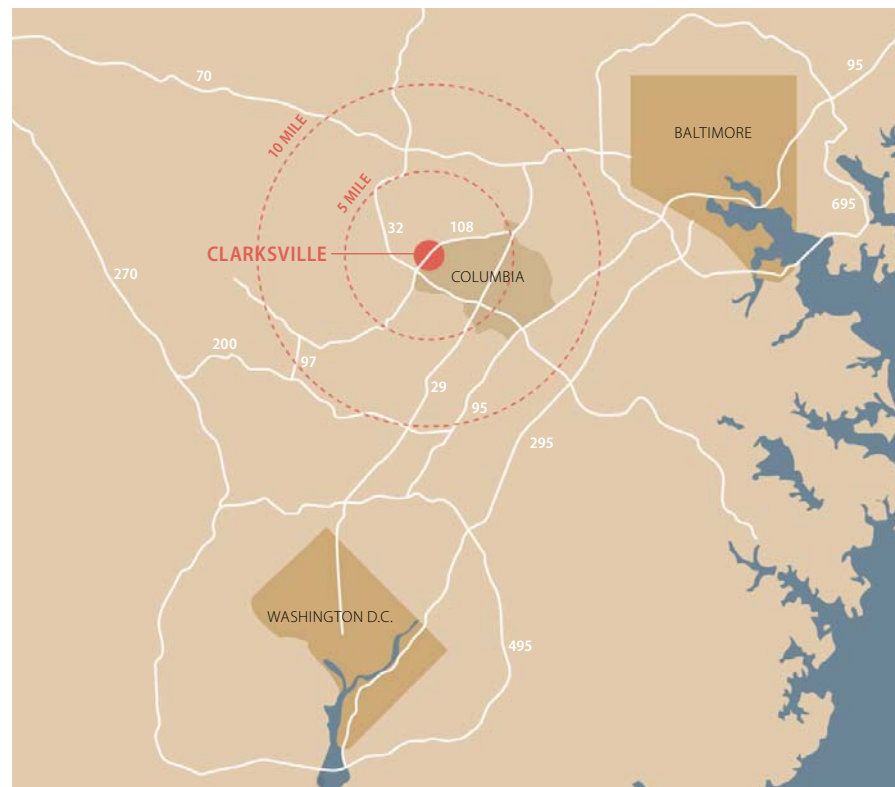 70
95
10 MILE
BALTIMORE
5 MILE
695
32
108
CLARKSVILLE
COLUMBIA
270
200
97
29
95
295
WASHINGTON D.C.
495